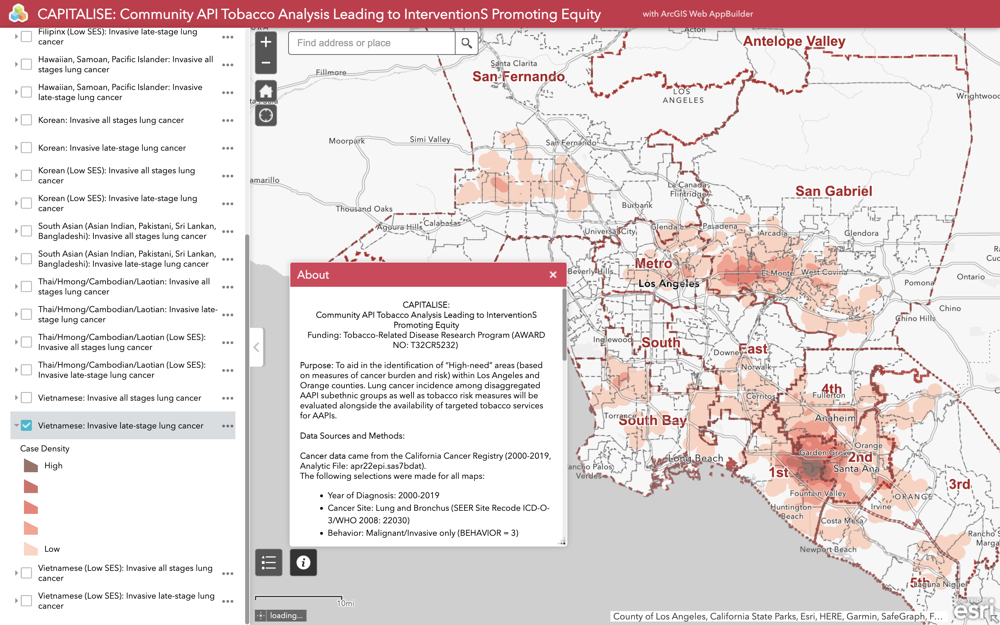 CAPITALISE: Community API Tobacco Analysis Leading to InterventionS Promoting Equity
with ArcGIS Web AppBuilder
Filipinx (Low SES): Invasive late-stage lung
cancer
Hawaiian, Samoan, Pacific Islander: Invasive all
stages lung cancer
Hawaiian, Samoan, Pacific Islander: Invasive
late-stage lung cancer
Korean: Invasive all stages lung cancer
Korean: Invasive late-stage lung cancer
Korean (Low SES): Invasive all stages lung
cancer
Korean (Low SES): Invasive late-stage lung
cancer
South Asian (Asian Indian, Pakistani, Sri Lankan,
Bangladeshi): Invasive all stages lung cancer
South Asian (Asian Indian, Pakistani, Sri Lankan,
Bangladeshi): Invasive late-stage lung cancer
Thai/Hmong/Cambodian/Laotian: Invasive all
stages lung cancer
Thai/Hmong/Cambodian/Laotian: Invasive late-
stage lung cancer
Thai/Hmong/Cambodian/Laotian (Low SES):
Invasive all stages lung cancer
Thai/Hmong/Cambodian/Laotian (Low SES):
Invasive late-stage lung cancer
Vietnamese: Invasive all stages lung cancer
Vietnamese: Invasive late-stage lung cancer
Case Density
High
Low
Vietnamese (Low SES): Invasive all stages lung
cancer
Vietnamese (Low SES): Invasive late-stage lung
cancer
Find address or place
Acton
Antelope Valley
Santa Clarita
San Fernando
Fillmore
LOS
ANGELES
Wrightwood
Moorpark
Simi Valley
San Fernando
amarillo
La Canada
Flintridge
San Gabriel
Thousand Oaks
Burbank
Agoura Hills
Calabasas
Universal City
Glendale
Pasadena
Arcadia
Glendora
Metro
Beverly Hills
Los Angeles
El Monte
West Covina
Pomona
Ontario
Chino
Chino Hills
Inglewood
South
Downey
East
Norwalk
4th
Fullerton
Cerritos
Torrance
South Bay
Anaheim
Orange
Garden Grove
2nd
Santa Ana
Long Beach
ancho Palos
Verdes
1st
3rd
Fountain Valley
ORANGE
Huntington
Beach
Irvine
Costa Mesa
Rancho S
Marga
Newport Beach
5th
Laguna Niguel
About
CAPITALISE:
Community API Tobacco Analysis Leading to InterventionS
Promoting Equity
Funding: Tobacco-Related Disease Research Program (AWARD
NO: T32CR5232)
Purpose: To aid in the identification of “High-need” areas (based
on measures of cancer burden and risk) within Los Angeles and
Orange counties. Lung cancer incidence among disaggregated
AAPI subethnic groups as well as tobacco risk measures will be
evaluated alongside the availability of targeted tobacco services
for AAPIs.
Data Sources and Methods:
Cancer data came from the California Cancer Registry (2000-2019,
Analytic File: apr22epi.sas7bdat).
The following selections were made for all maps:
• Year of Diagnosis: 2000-2019
• Cancer Site: Lung and Bronchus (SEER Site Recode ICD-O-
3/WHO 2008: 22030)
• Behavior: Malignant/Invasive only (BEHAVIOR = 3)
10mi
loading...
County of Los Angeles, California State Parks, Esri, HERE, Garmin, SafeGraph, F...
POWERED BY
esri